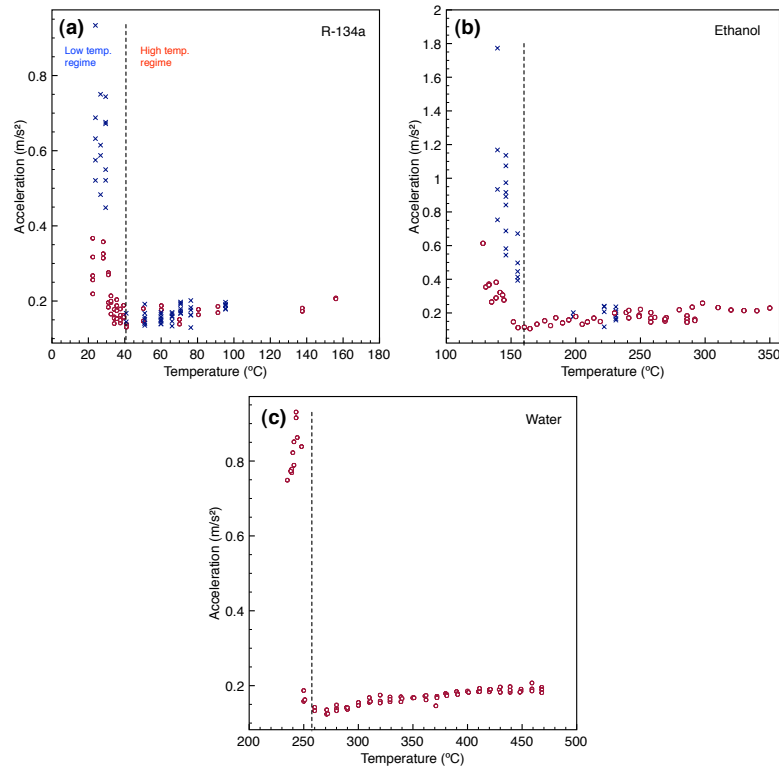 (a)
R-134a
Low temp.
regime
High temp.
regime
Acceleration (m/s²)
0.8
0.6
0.4
0.2
0 20 40 60 80 100 120 140 160 180
Temperature (ºC)
(b)
Ethanol
Acceleration (m/s²)
2
1.8
1.6
1.4
1.2
1
0.8
0.6
0.4
0.2
100 150 200 250 300 350
Temperature (ºC)
(c)
Water
Acceleration (m/s²)
0.8
0.6
0.4
0.2
200 250 300 350 400 450 500
Temperature (ºC)